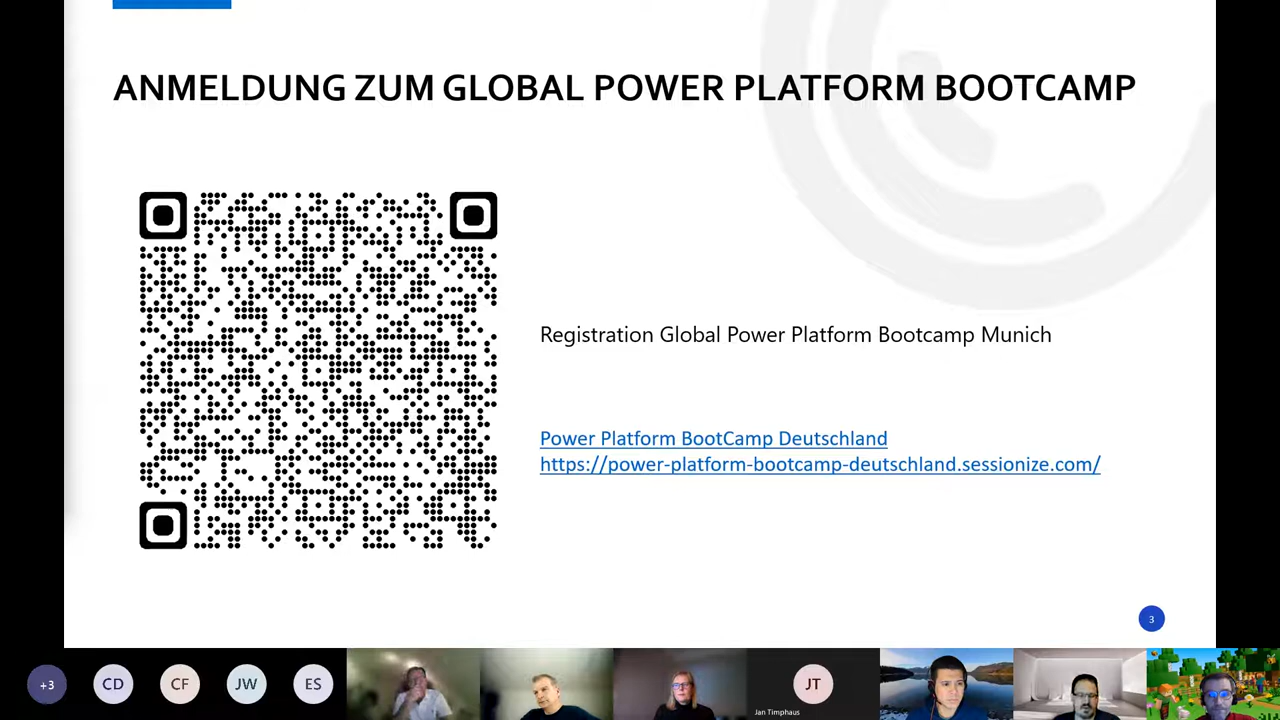 ANMELDUNG ZUM GLOBAL POWER PLATFORM BOOTCAMP
Registration Global Power Platform Bootcamp Munich
Power Platform BootCamp Deutschland
https://power-platform-bootcamp-deutschland.sessionize.com/
3
+3
CD
CF
JW
ES
JT
Jan Timphaus